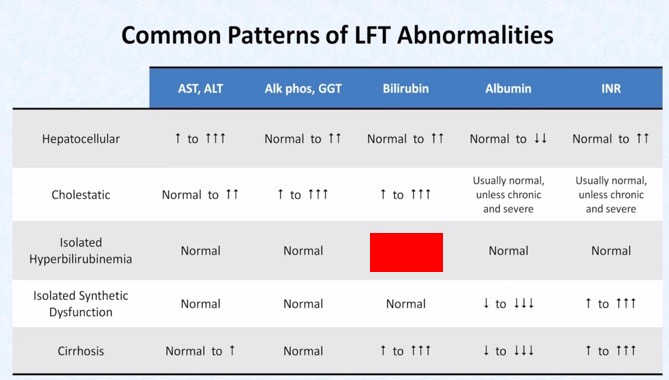 Common Patterns of LFT Abnormalities
AST, ALT Alk phos, GGT Bilirubin Albumin INR
Hepatocellular ↑ to ↑↑↑ Normal to ↑↑ Normal to ↑↑ Normal to ↓↓ Normal to ↑↑
Cholestatic Normal to ↑↑ ↑ to ↑↑↑ ↑ to ↑↑↑ Usually normal, unless chronic and severe Usually normal, unless chronic and severe
Isolated Hyperbilirubinemia Normal Normal Normal Normal
Isolated Synthetic Dysfunction Normal Normal Normal ↓ to ↓↓↓ ↑ to ↑↑↑
Cirrhosis Normal to ↑ Normal ↑ to ↑↑↑ ↓ to ↓↓↓ ↑ to ↑↑↑